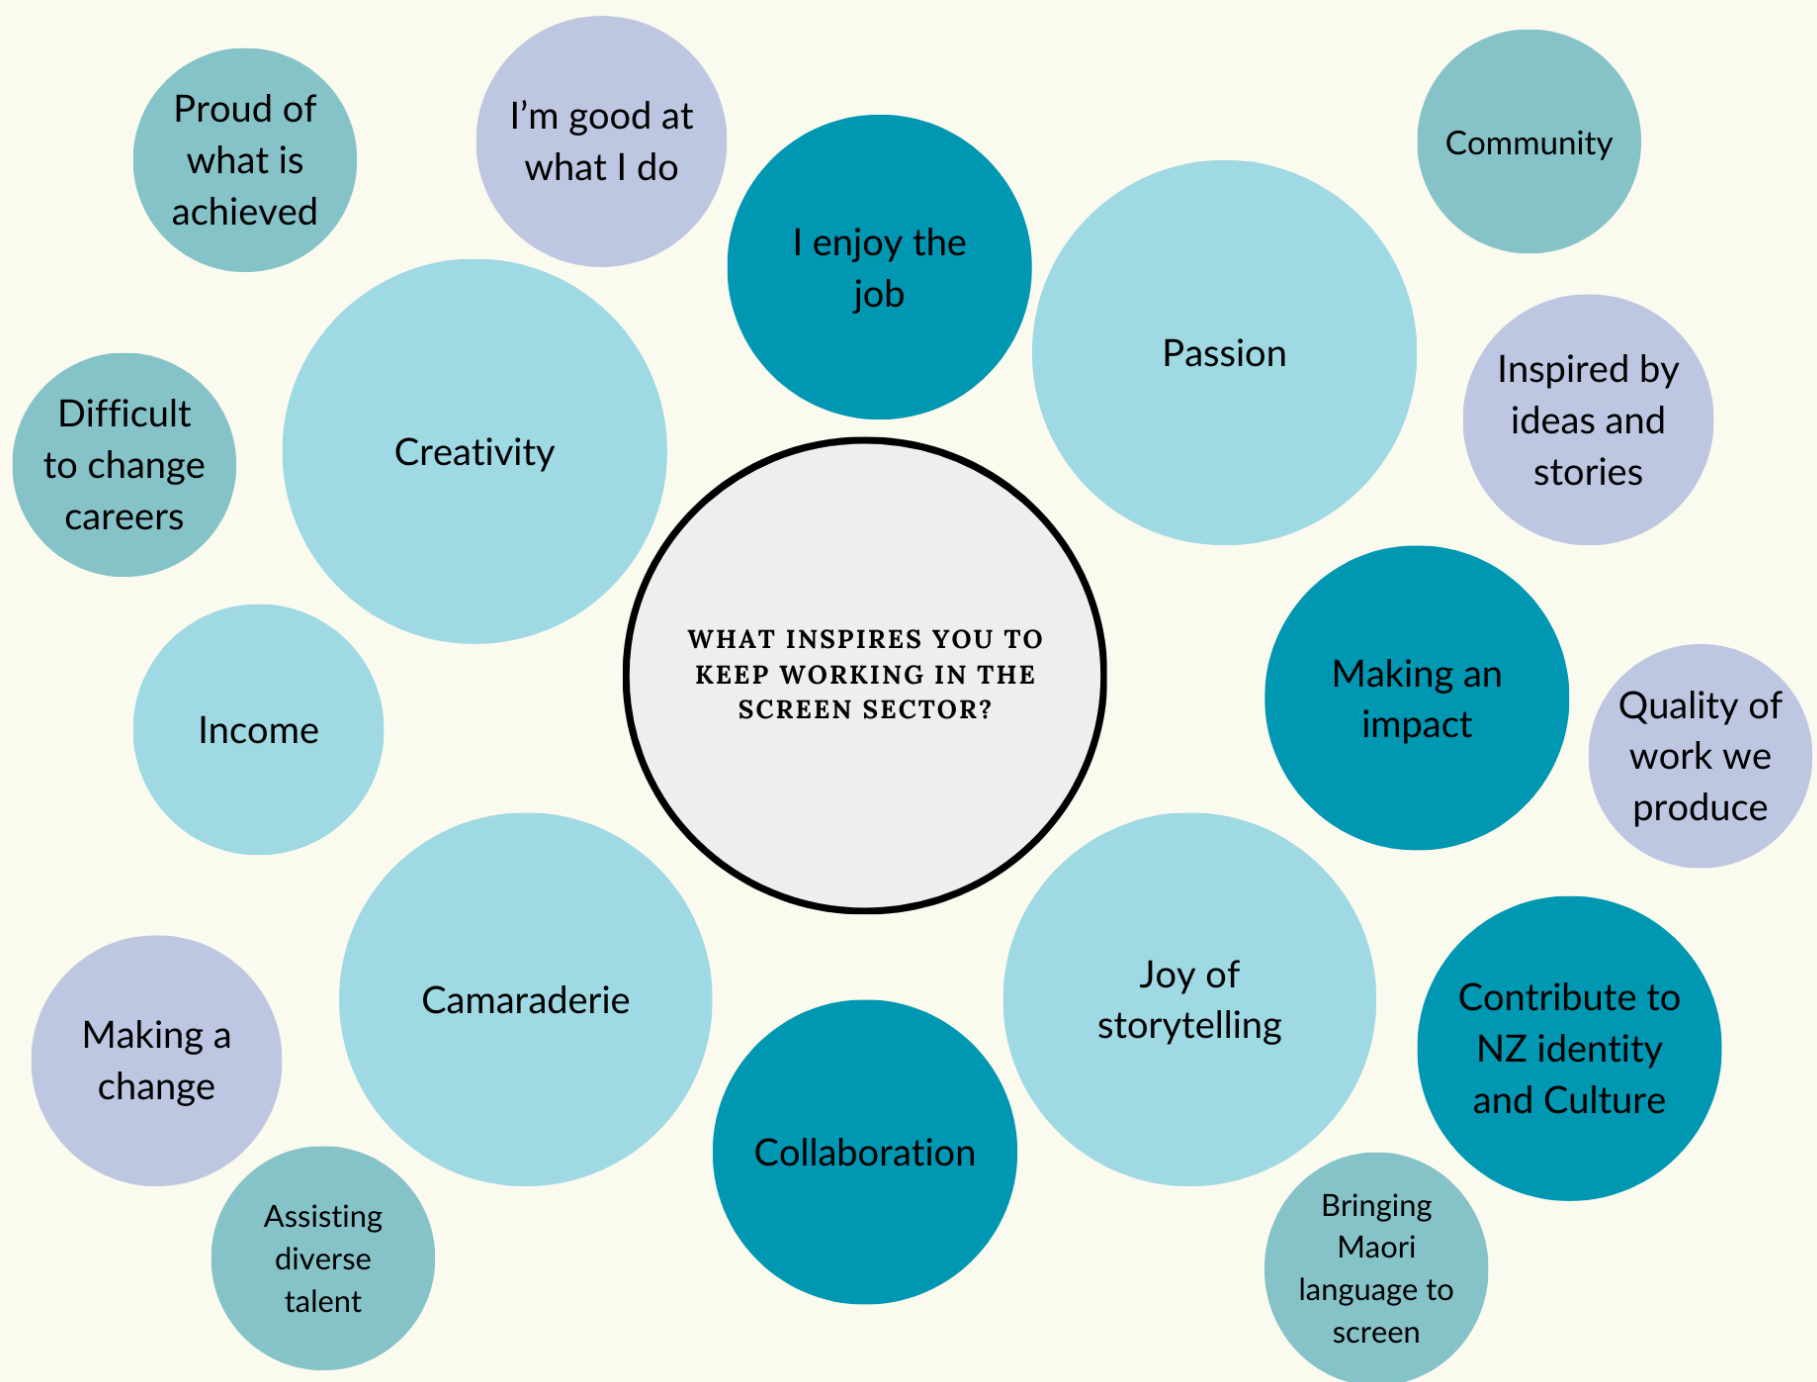 Proud of
what is
achieved
I’m good at
what I do
I enjoy the
job
Community
Passion
Inspired by
ideas and
stories
Difficult
to change
careers
Creativity
WHAT INSPIRES YOU TO
KEEP WORKING IN THE
SCREEN SECTOR?
Making an
impact
Quality of
work we
produce
Income
Camaraderie
Joy of
storytelling
Contribute to
NZ identity
and Culture
Making a
change
Collaboration
Assisting
diverse
talent
Bringing
Maori
language to
screen